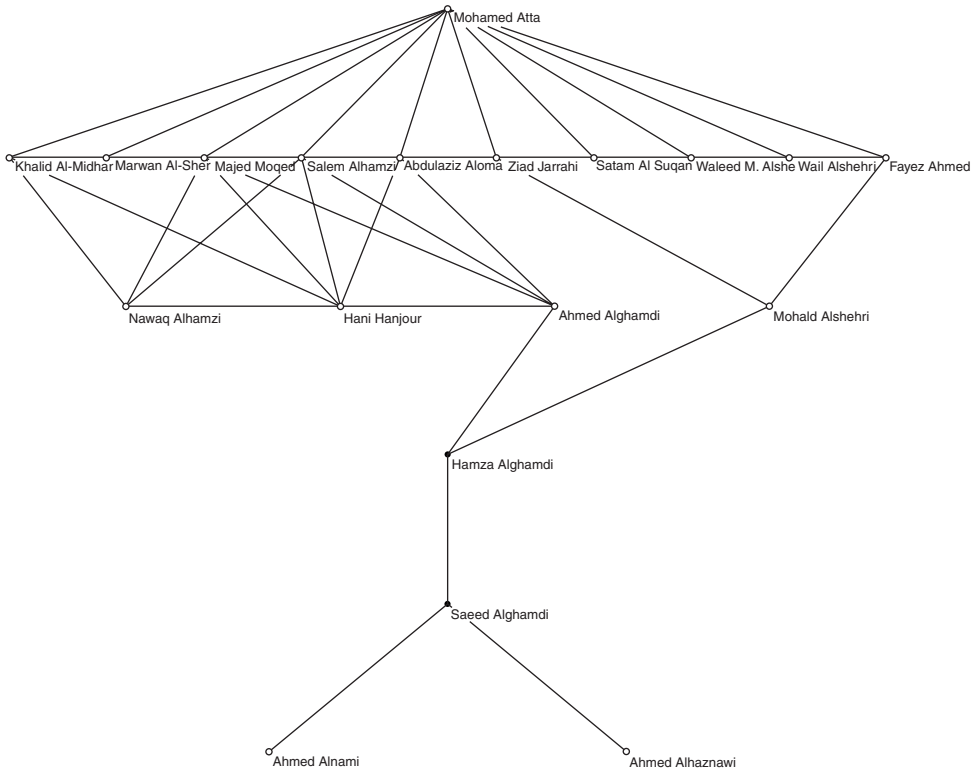 Mohamed Atta
Khalid Al-Midhar
Marwan Al-Sher
Majed Moqed
Salem Alhamzi
Abdulaziz Aloma
Ziad Jarrahi
Satam Al Suqan
Waleed M. Alshe
Wail Alshehri
Fayez Ahmed
Nawaq Alhamzi
Hani Hanjour
Ahmed Alghamdi
Mohald Alshehri
Hamza Alghamdi
Saeed Alghamdi
Ahmed Alnami
Ahmed Alhaznawi